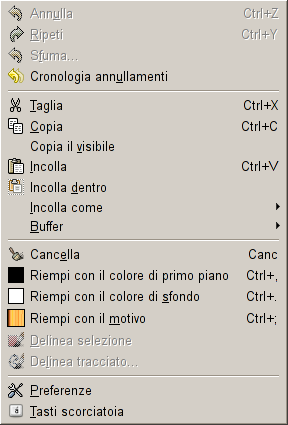 Annulla Ctrl+Z
Ripeti Ctrl+Y
Sfuma...
Cronologia annullamenti
Taglia Ctrl+X
Copia Ctrl+C
Copia il visibile
Incolla Ctrl+V
Incolla dentro
Incolla come
Buffer
Cancella Canc
Riempi con il colore di primo piano Ctrl+,
Riempi con il colore di sfondo Ctrl+.
Riempi con il motivo Ctrl+;
Delinea selezione
Delinea tracciato...
Preferenze
a Tasti scorciatoia